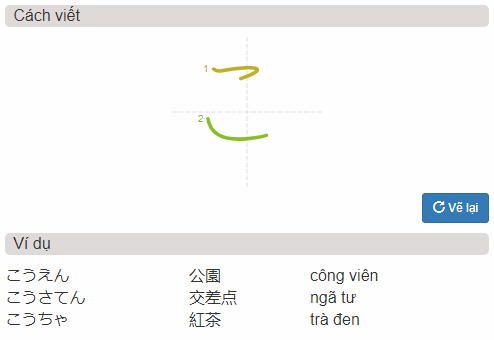 Cách viết
1
2
Vẽ lại
Ví dụ
こうえん 公園 công viên
こうさてん 交差点 ngã tư
こうちゃ 紅茶 trà đen